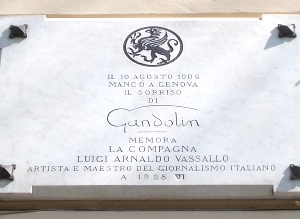 IL 10 AGOSTO 1906
MANCÒ A GENOVA
IL SORRISO
DI
Gandolin
MEMORA
LA COMPAGNA
LUIGI ARNALDO VASSALLO
ARTISTA E MAESTRO DEL GIORNALISMO ITALIANO
A 1928 VI